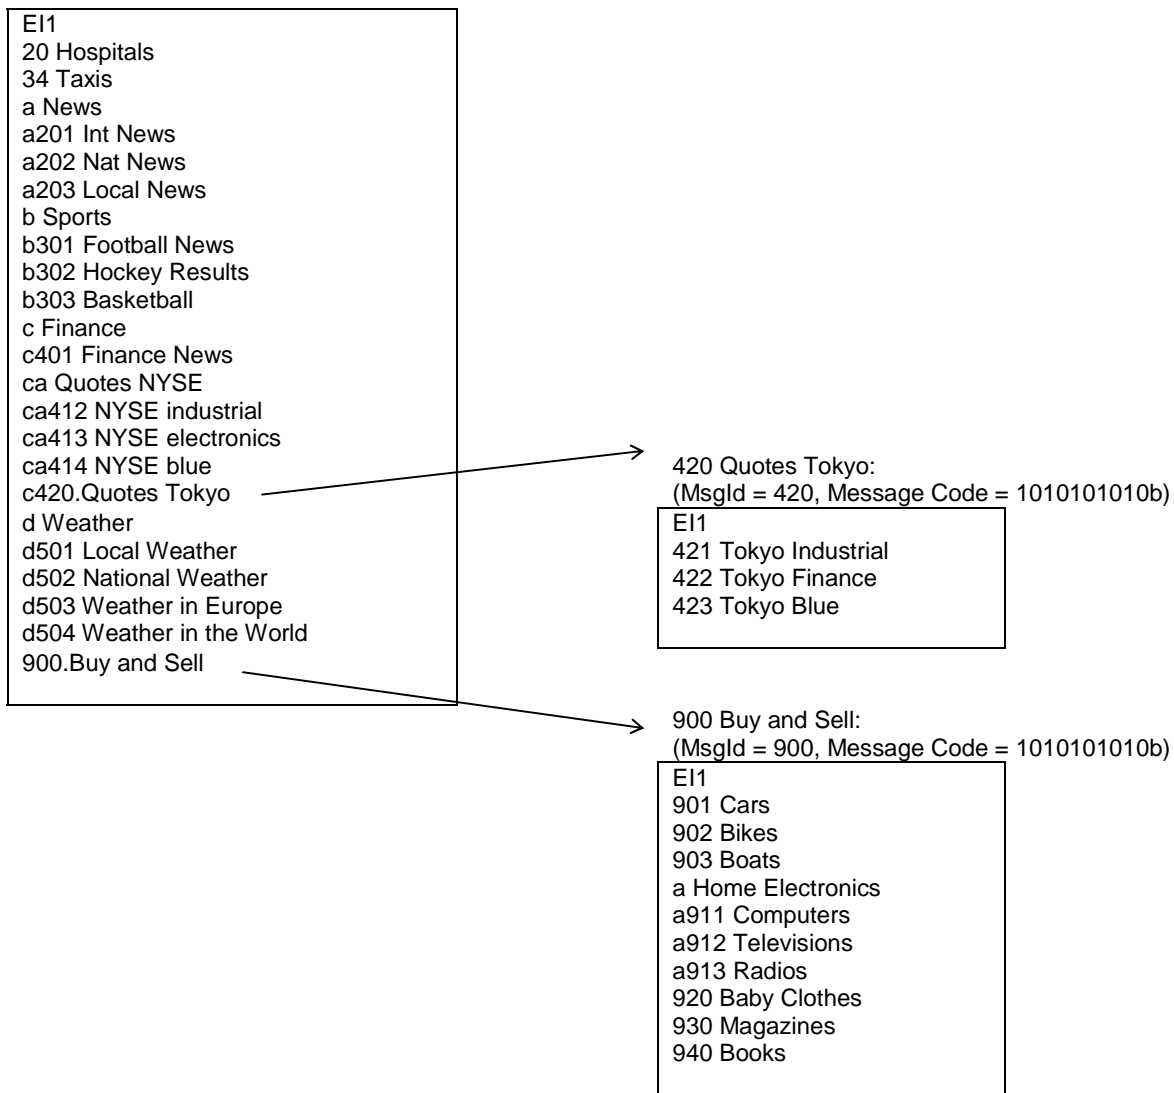 EI1
20 Hospitals
34 Taxis
a News
a201 Int News
a202 Nat News
a203 Local News
b Sports
b301 Football News
b302 Hockey Results
b303 Basketball
c Finance
c401 Finance News
ca Quotes NYSE
ca412 NYSE industrial
ca413 NYSE electronics
ca414 NYSE blue
c420.Quotes Tokyo
d Weather
d501 Local Weather
d502 National Weather
d503 Weather in Europe
d504 Weather in the World
900.Buy and Sell
420 Quotes Tokyo:
(MsgId = 420, Message Code = 1010101010b)
EI1
421 Tokyo Industrial
422 Tokyo Finance
423 Tokyo Blue
900 Buy and Sell:
(MsgId = 900, Message Code = 1010101010b)
EI1
901 Cars
902 Bikes
903 Boats
a Home Electronics
a911 Computers
a912 Televisions
a913 Radios
920 Baby Clothes
930 Magazines
940 Books